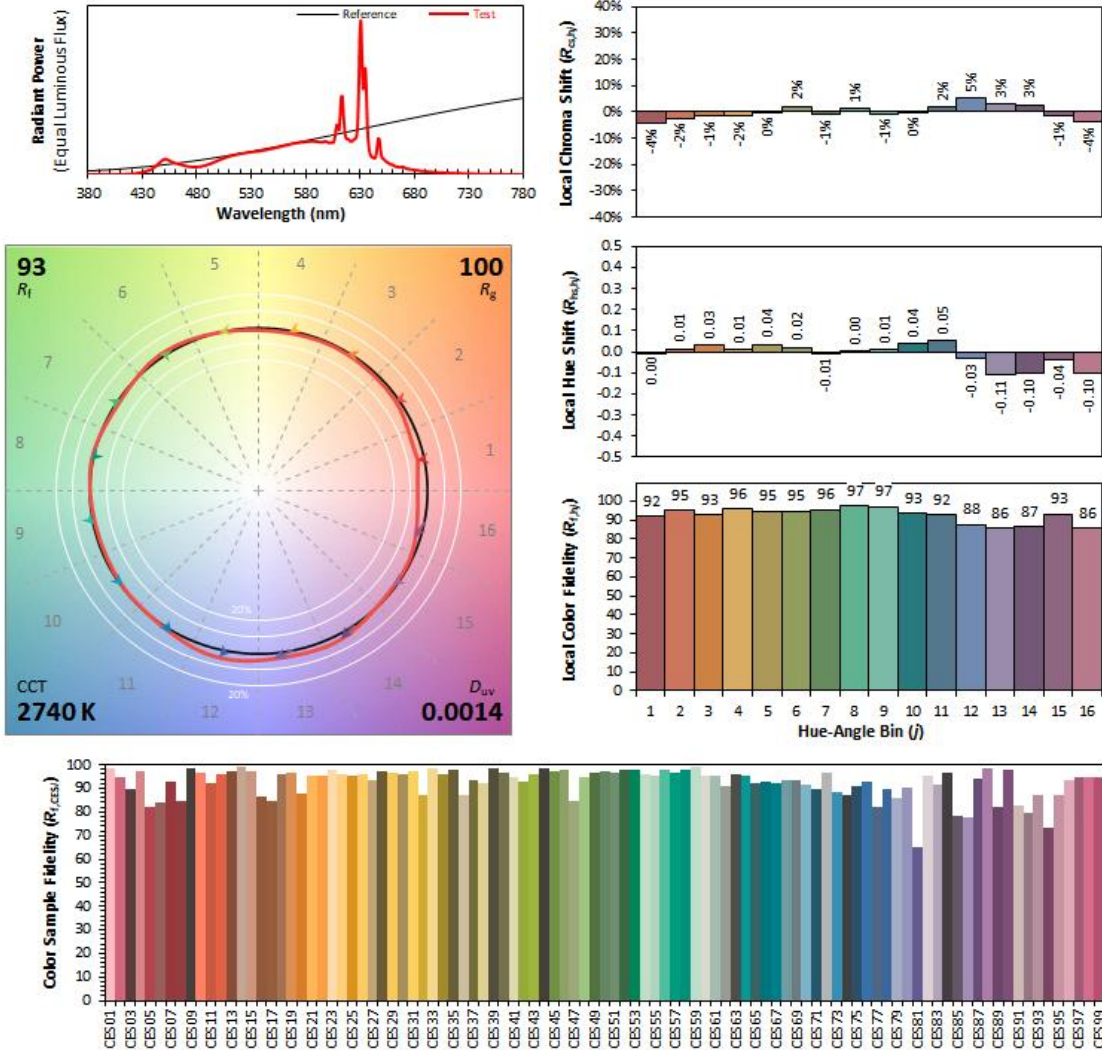 Reference Test
Radiant Power
(Equal Luminous Flux)
380 430 480 530 580 630 680 730 780
Wavelength (nm)
Local Chroma Shift (Rcs,hj)
40%
30%
20%
10%
0%
-10%
-20%
-30%
-40%
-4% -2% -1% -2% 0% 2% -1% 1% -1% 0% 2% 5% 3% 3% -1% -4%
93
Rf
100
Rg
5 4
6 3
7 2
8 1
9 16
10 15
11 14
12 13
20%
20%
CCT
2740 K
Duv
0.0014
Local Hue Shift (Rhs,hj)
0.5
0.4
0.3
0.2
0.1
0.0
-0.1
-0.2
-0.3
-0.4
-0.5
0.00 0.01 0.03 0.01 0.04 0.02 -0.01 0.00 0.01 0.04 0.05 -0.03 -0.11 -0.10 -0.04 -0.10
Local Color Fidelity (Rf,hj)
100
90
80
70
60
50
40
30
20
10
0
92 95 93 96 95 95 96 97 97 93 92 88 86 87 93 86
1 2 3 4 5 6 7 8 9 10 11 12 13 14 15 16
Hue-Angle Bin (j)
Color Sample Fidelity (Rf,CESi)
100
90
80
70
60
50
40
30
20
10
0
CES01 CES03 CES05 CES07 CES09 CES11 CES13 CES15 CES17 CES19 CES21 CES23 CES25 CES27 CES29 CES31 CES33 CES35 CES37 CES39 CES41 CES43 CES45 CES47 CES49 CES51 CES53 CES55 CES57 CES59 CES61 CES63 CES65 CES67 CES69 CES71 CES73 CES75 CES77 CES79 CES81 CES83 CES85 CES87 CES89 CES91 CES93 CES95 CES97 CES99